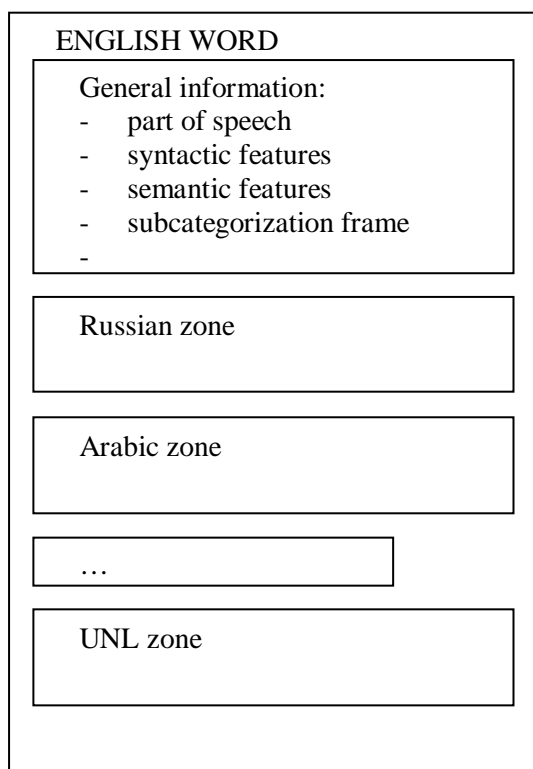 ENGLISH WORD
General information:
- part of speech
- syntactic features
- semantic features
- subcategorization frame
-
Russian zone
Arabic zone
…
UNL zone